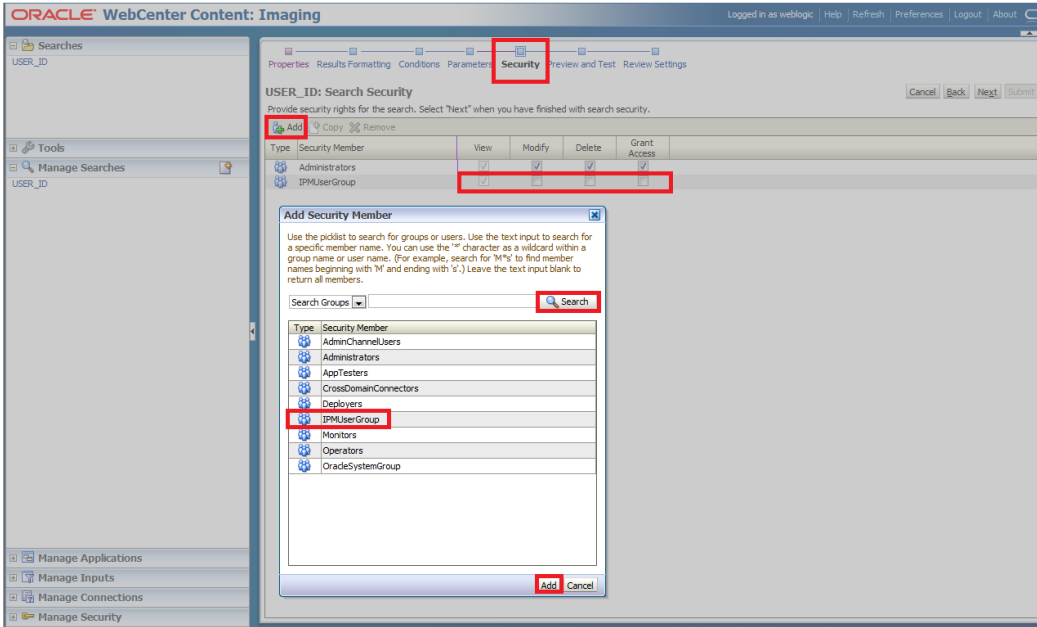 ORACLE WebCenter Content: Imaging
Logged in as weblogic Help Refresh Preferences Logout About
Searches
USER_ID
Tools
Manage Searches
USER_ID
Manage Applications
Manage Inputs
Manage Connections
Manage Security
Properties Results Formatting Conditions Parameters Security Preview and Test Review Settings
USER_ID: Search Security
Cancel Back Next Submit
Provide security rights for the search. Select "Next" when you have finished with search security.
Add Copy Remove
Type Security Member View Modify Delete Grant Access
Administrators
IPMUserGroup
Add Security Member
Use the picklist to search for groups or users. Use the text input to search for
a specific member name. You can use the '*' character as a wildcard within a
group name or user name. (For example, search for 'M*s' to find member
names beginning with 'M' and ending with 's'.) Leave the text input blank to
return all members.
Search Groups Search
Type Security Member
AdminChannelUsers
Administrators
AppTesters
CrossDomainConnectors
Deployers
IPMUserGroup
Monitors
Operators
OracleSystemGroup
Add Cancel